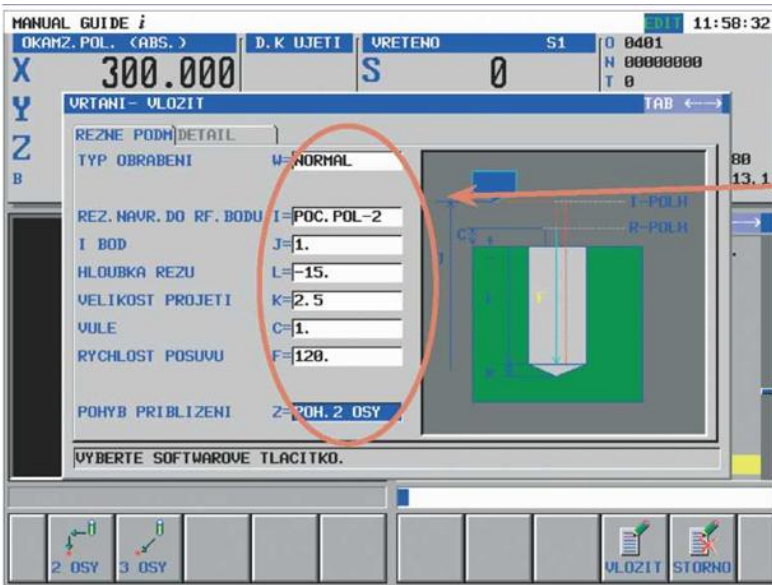 MANUAL GUIDE i EDIT 11:58:32
OKAMZ.POL. (ABS.) D.K UJETI VRETENO S1 O 0401
X 300.000 S 0 N 00000000
T 0
Y
Z
B
80
13.1
VRTANI- VLOZIT TAB ←→
REZNE PODM DETAIL
TYP OBRABENI W=NORMAL
REZ.NAVR.DO RF.BODU I=POC.POL-2
I BOD J=1.
HLOUBKA REZU L=-15.
VELIKOST PROJETI K=2.5
VULE C=1.
RYCHLOST POSUVU F=120.
POHYB PRIBLIZENI Z=POH.2 OSY
I-POLH
R-POLH
C
J
L
F
K
VYBERTE SOFTWAROVE TLACITKO.
2 OSY 3 OSY VLOZIT STORNO